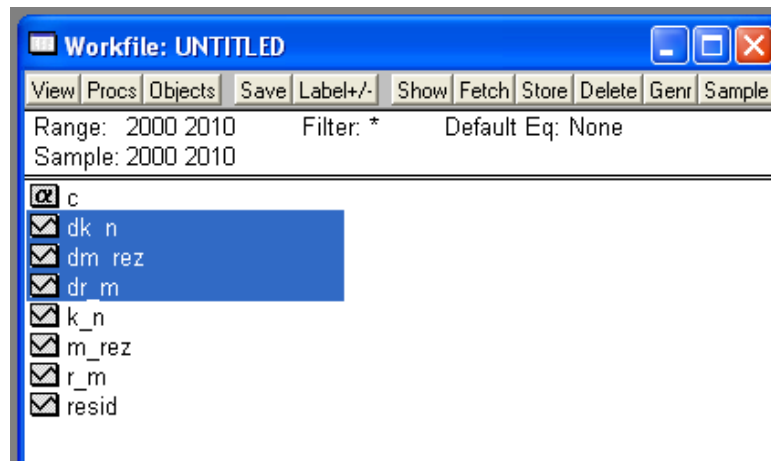 Workfile: UNTITLED
View Procs Objects Save Label+/- Show Fetch Store Delete Genr Sample
Range: 2000 2010 Filter: * Default Eq: None
Sample: 2000 2010
α c
dk_n
dm_rez
dr_m
k_n
m_rez
r_m
resid